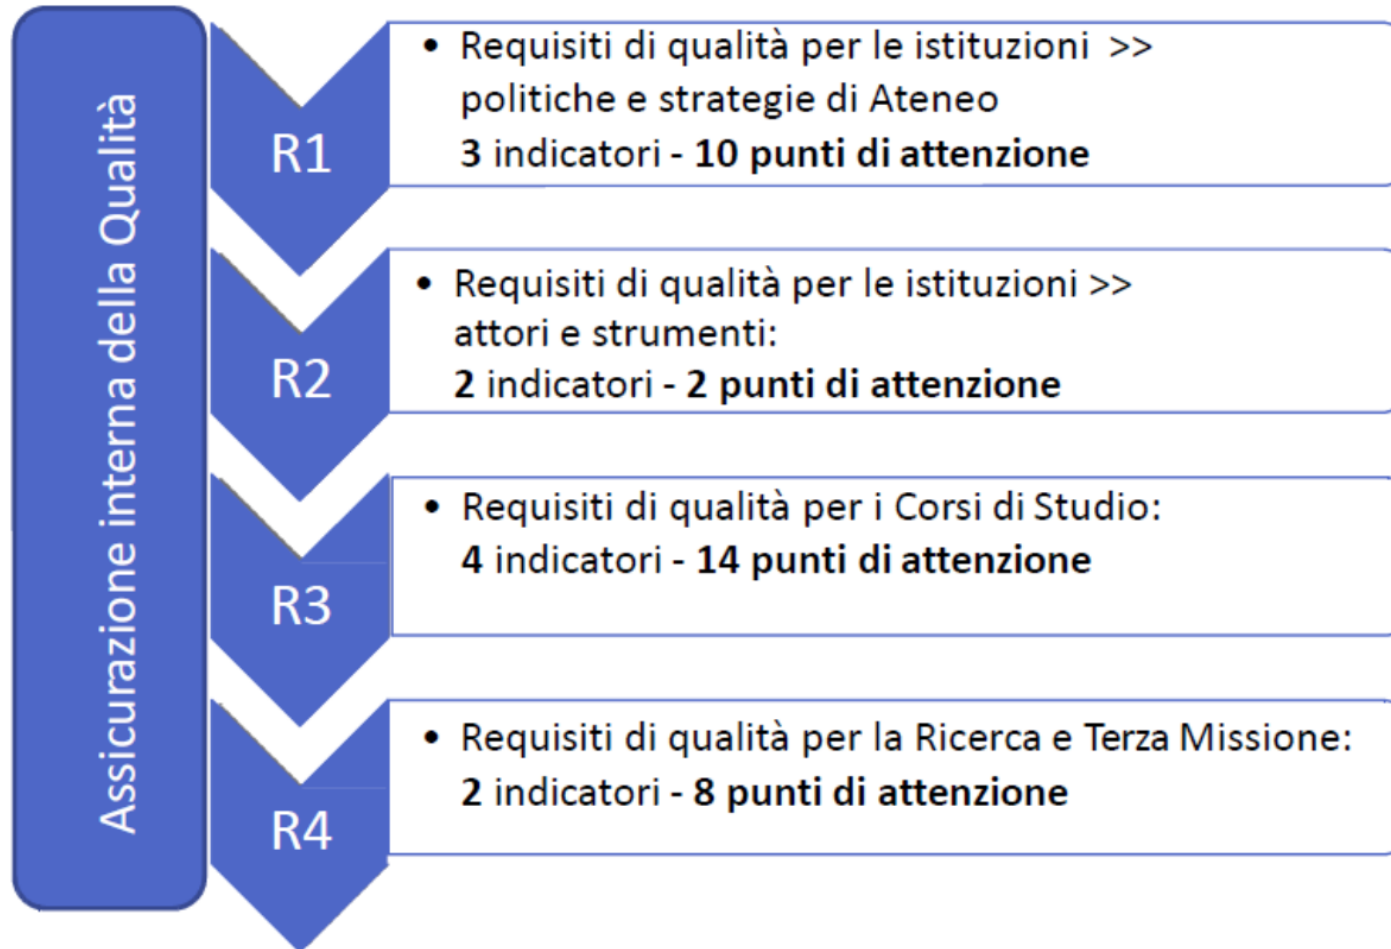 Assicurazione interna della Qualità
R1
• Requisiti di qualità per le istituzioni >>
politiche e strategie di Ateneo
3 indicatori - 10 punti di attenzione
R2
• Requisiti di qualità per le istituzioni >>
attori e strumenti:
2 indicatori - 2 punti di attenzione
R3
• Requisiti di qualità per i Corsi di Studio:
4 indicatori - 14 punti di attenzione
R4
• Requisiti di qualità per la Ricerca e Terza Missione:
2 indicatori - 8 punti di attenzione